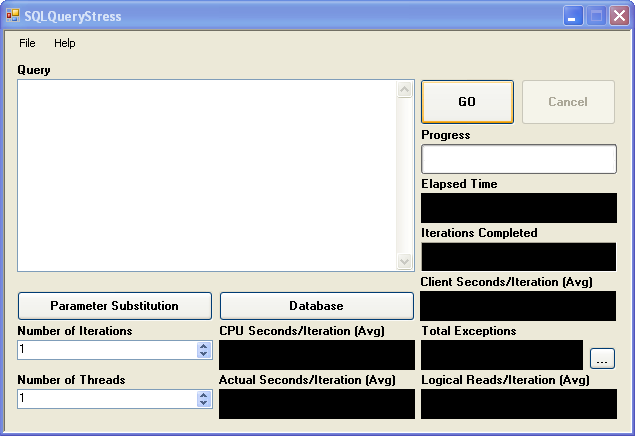 SQLQueryStress
File Help
Query
GO Cancel
Progress
Elapsed Time
Iterations Completed
Client Seconds/Iteration (Avg)
Parameter Substitution Database
Number of Iterations CPU Seconds/Iteration (Avg) Total Exceptions
1 ...
Number of Threads Actual Seconds/Iteration (Avg) Logical Reads/Iteration (Avg)
1